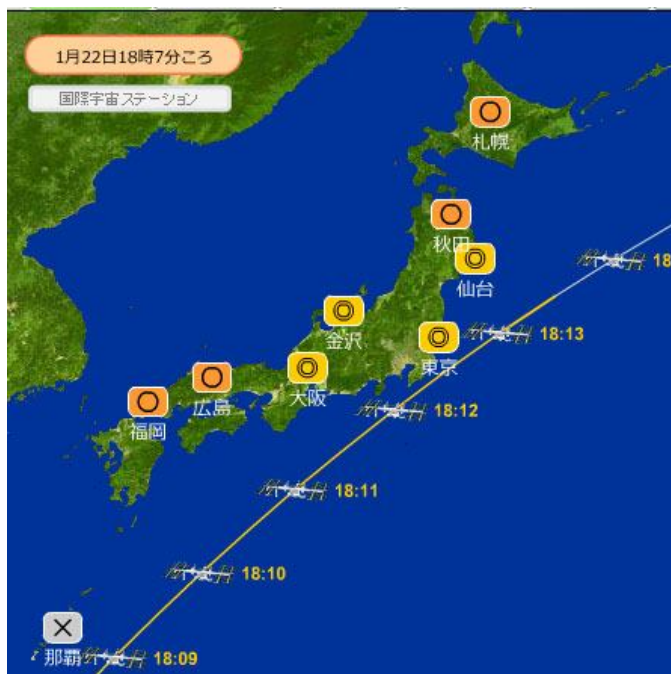 1月22日18時7分ころ
国際宇宙ステーション
札幌
秋田
仙台
18
18:13
金沢
東京
大阪
広島
18:12
福岡
18:11
18:10
那覇
18:09